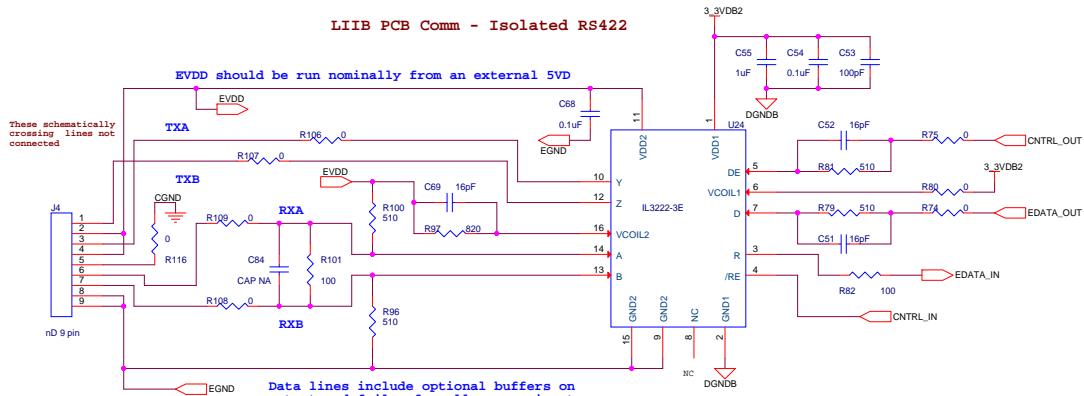 LIIB PCB Comm - Isolated RS422
3_3VDB2
EVDD should be run nominally from an external 5VD
C55
1uF
C54
0.1uF
C53
100pF
DGNDB
EVDD
C68
0.1uF
EGND
These schematically
crossing lines not
connected
TXA
R106
0
R107
0
TXB
EVDD
11
VDD2
1
VDD1
U24
C52
16pF
R75
0
CNTRL_OUT
R81
510
DE
5
3_3VDB2
VCOIL1
6
R80
0
D
7
R79
510
R74
0
EDATA_OUT
C51
16pF
R
3
EDATA_IN
/RE
4
R82
100
CNTRL_IN
IL3222-3E
10
Y
12
Z
16
VCOIL2
14
A
13
B
C69
16pF
R97
820
R100
510
CGND
J4
1
2
3
4
5
6
7
8
9
nD 9 pin
0
R116
R109
0
RXA
C84
CAP NA
R101
100
R108
0
RXB
R96
510
GND2
15
GND2
9
NC
8
NC
GND1
2
DGNDB
EGND
Data lines include optional buffers on